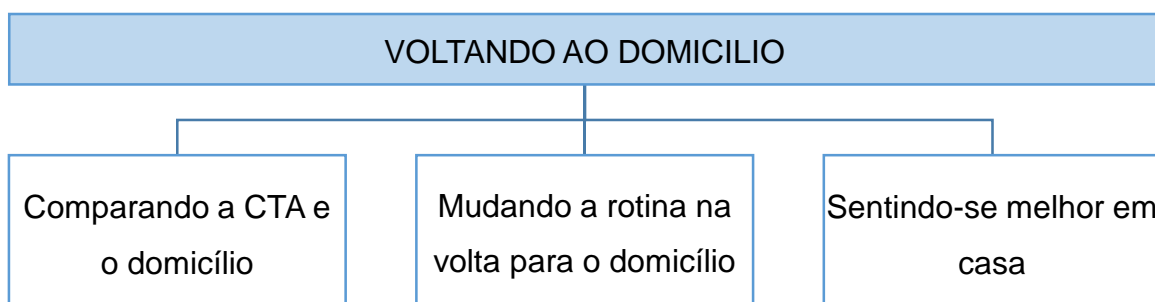 VOLTANDO AO DOMICILIO
Comparando a CTA e
o domicílio
Mudando a rotina na
volta para o domicílio
Sentindo-se melhor em
casa